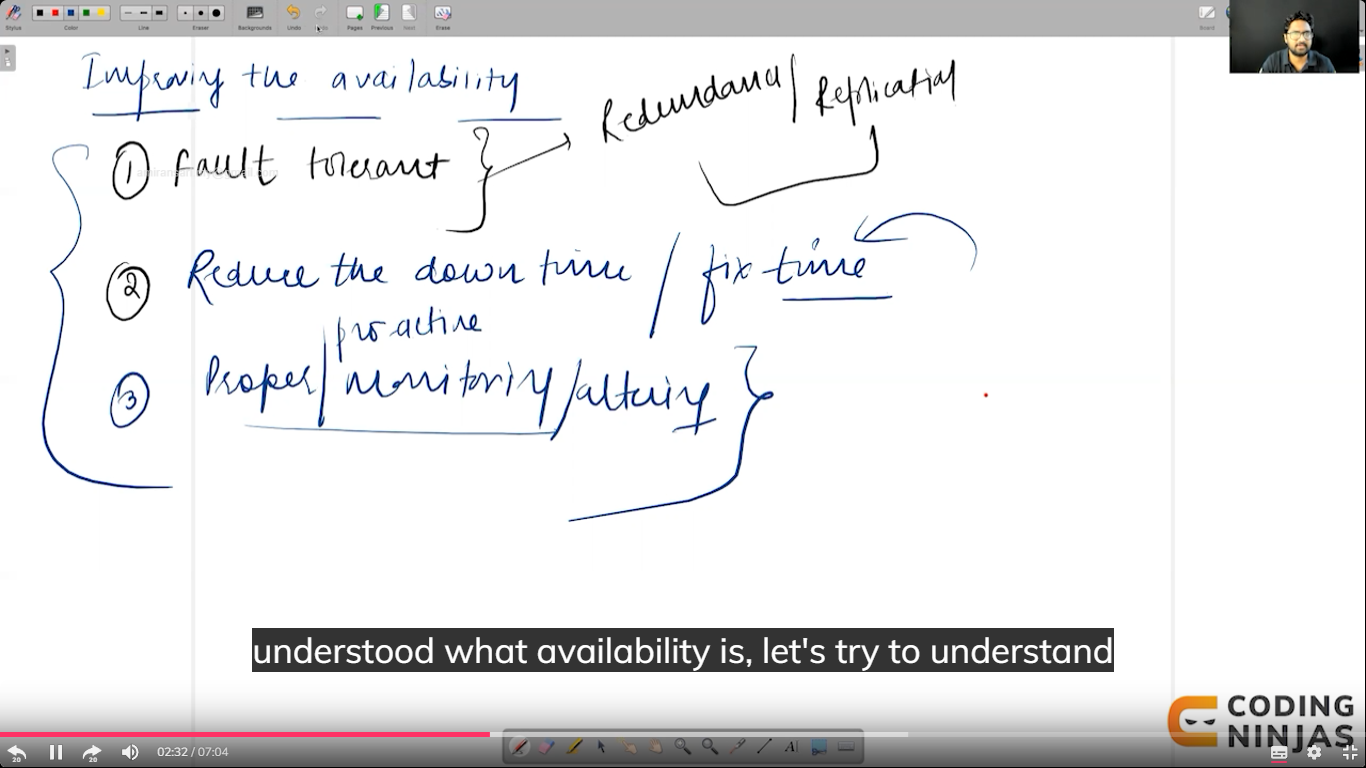 Stylus Color Line Eraser Backgrounds Undo Redo Pages Previous Next Erase Board
Improving the availability
Redundance / Replication
① fault tolerant
② Reduce the down time / fix time
proactive
③ Proper / monitoring / altering
understood what availability is, let's try to understand
CODING
NINJAS
20 20 02:32 / 07:04